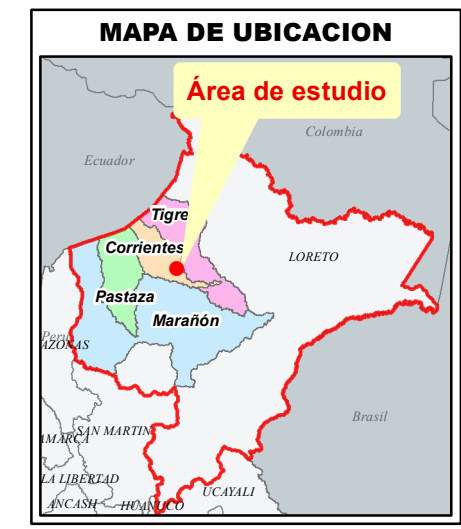 MAPA DE UBICACION
Área de estudio
Colombia
Ecuador
Tigre
Corrientes
LORETO
Pastaza
Marañón
Perú
AZONAS
Brasil
SAN MARTIN
AMARCA
LA LIBERTAD
UCAYALI
ANCASH
HUANUCO